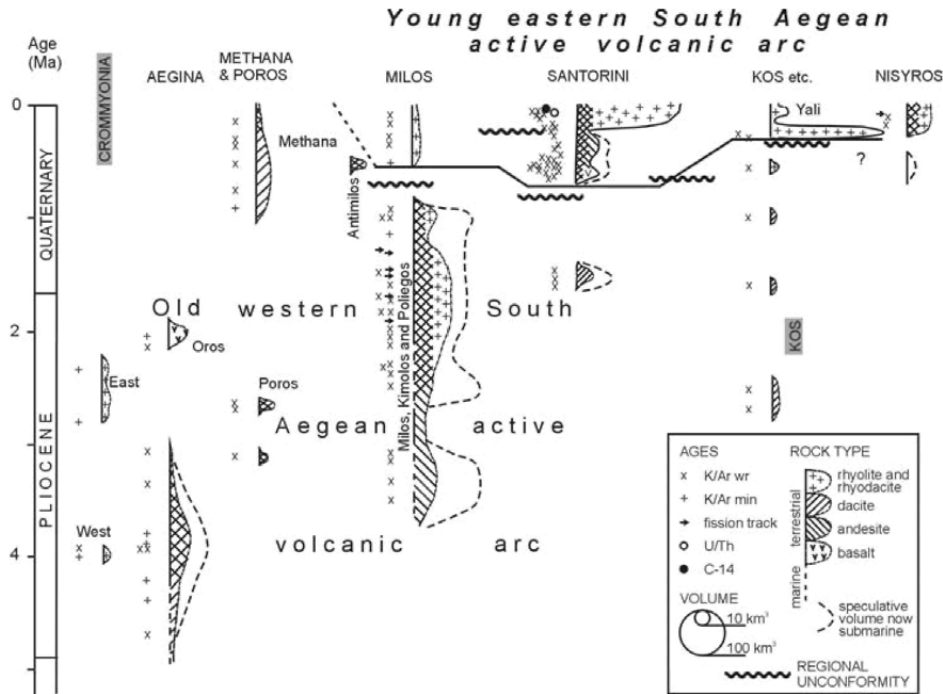 Young eastern South Aegean
active volcanic arc
Age
(Ma)
CROMMYONIA
AEGINA
METHANA
& POROS
MILOS
SANTORINI
KOS etc.
NISYROS
0
2
4
QUATERNARY
PLIOCENE
Methana
Antimilos
Yali
?
Old western South
Oros
East
Poros
Milos, Kimolos and Poliegos
KOS
Aegean active
West
volcanic arc
AGES
x K/Ar wr
+ K/Ar min
fission track
U/Th
C-14
VOLUME
10 km³
100 km³
ROCK TYPE
terrestrial
marine
rhyolite and
rhyodacite
dacite
andesite
basalt
speculative
volume now
submarine
REGIONAL
UNCONFORMITY